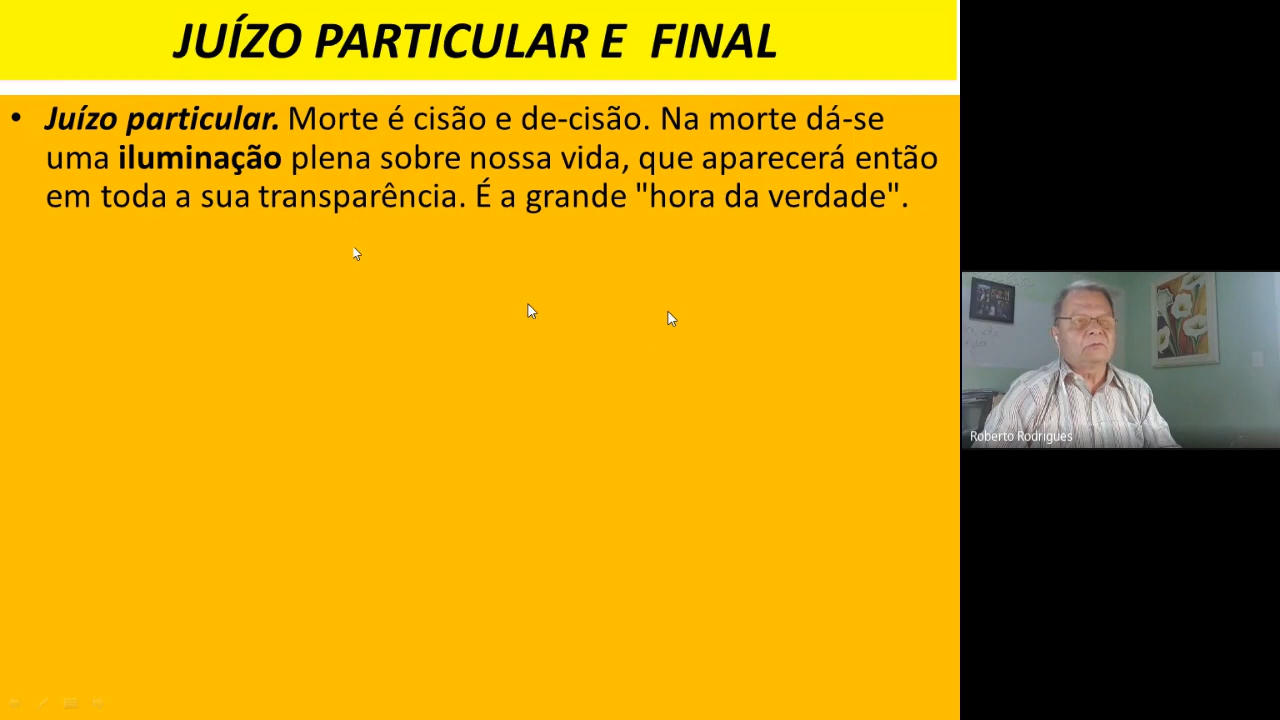 JUÍZO PARTICULAR E FINAL
• Juízo particular. Morte é cisão e de-cisão. Na morte dá-se
uma iluminação plena sobre nossa vida, que aparecerá então
em toda a sua transparência. É a grande "hora da verdade".
Roberto Rodrigues